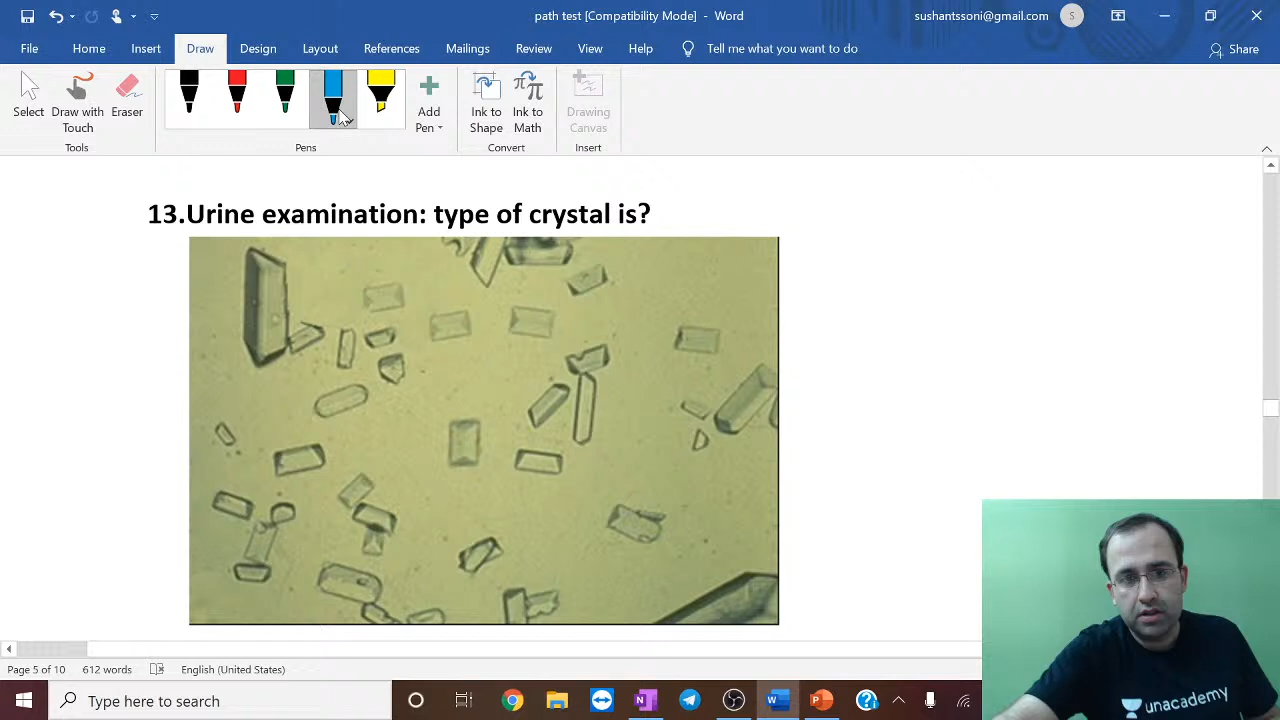 path test [Compatibility Mode] - Word
sushantssoni@gmail.com
S
File Home Insert Draw Design Layout References Mailings Review View Help Tell me what you want to do Share
Select Draw with Touch Eraser Add Pen Ink to Shape Ink to Math Drawing Canvas
Tools Pens Convert Insert
13.Urine examination: type of crystal is?
unacademy
Page 5 of 10 612 words English (United States)
Type here to search